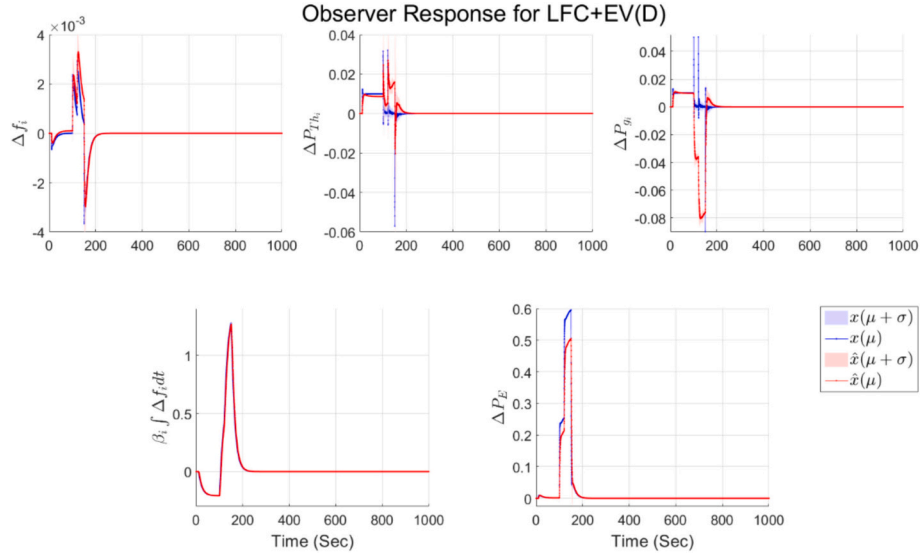 Observer Response for LFC+EV(D)
×10⁻³
4
2
0
-2
-4
Δf_i
0 200 400 600 800 1000
0.04
0.02
0
-0.02
-0.04
-0.06
ΔP_{Th_i}
0 200 400 600 800 1000
0.04
0.02
0
-0.02
-0.04
-0.06
-0.08
ΔP_{g_i}
0 200 400 600 800 1000
1
0.5
0
β_i ∫ Δf_i dt
0 200 400 600 800 1000
Time (Sec)
0.6
0.5
0.4
0.3
0.2
0.1
0
ΔP_E
0 200 400 600 800 1000
Time (Sec)
x(μ + σ)
x(μ)
x̂(μ + σ)
x̂(μ)